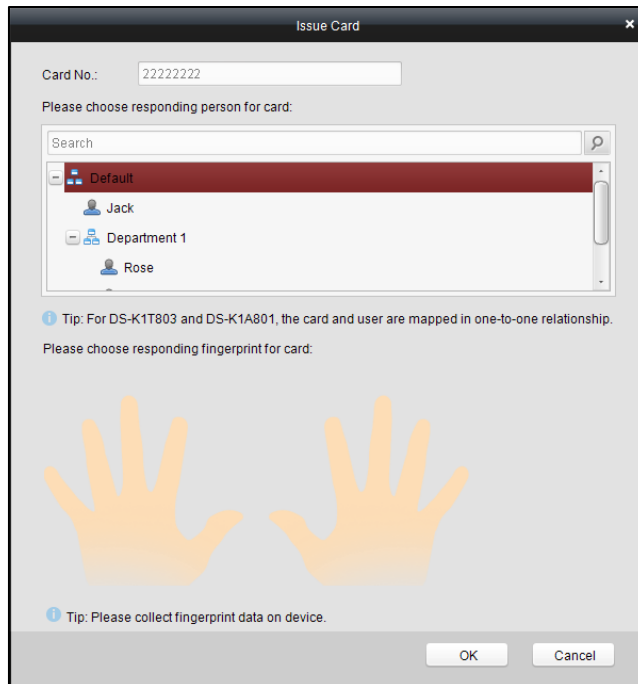 Issue Card
Card No.: 22222222
Please choose responding person for card:
Search
Default
Jack
Department 1
Rose
Tip: For DS-K1T803 and DS-K1A801, the card and user are mapped in one-to-one relationship.
Please choose responding fingerprint for card:
Tip: Please collect fingerprint data on device.
OK Cancel